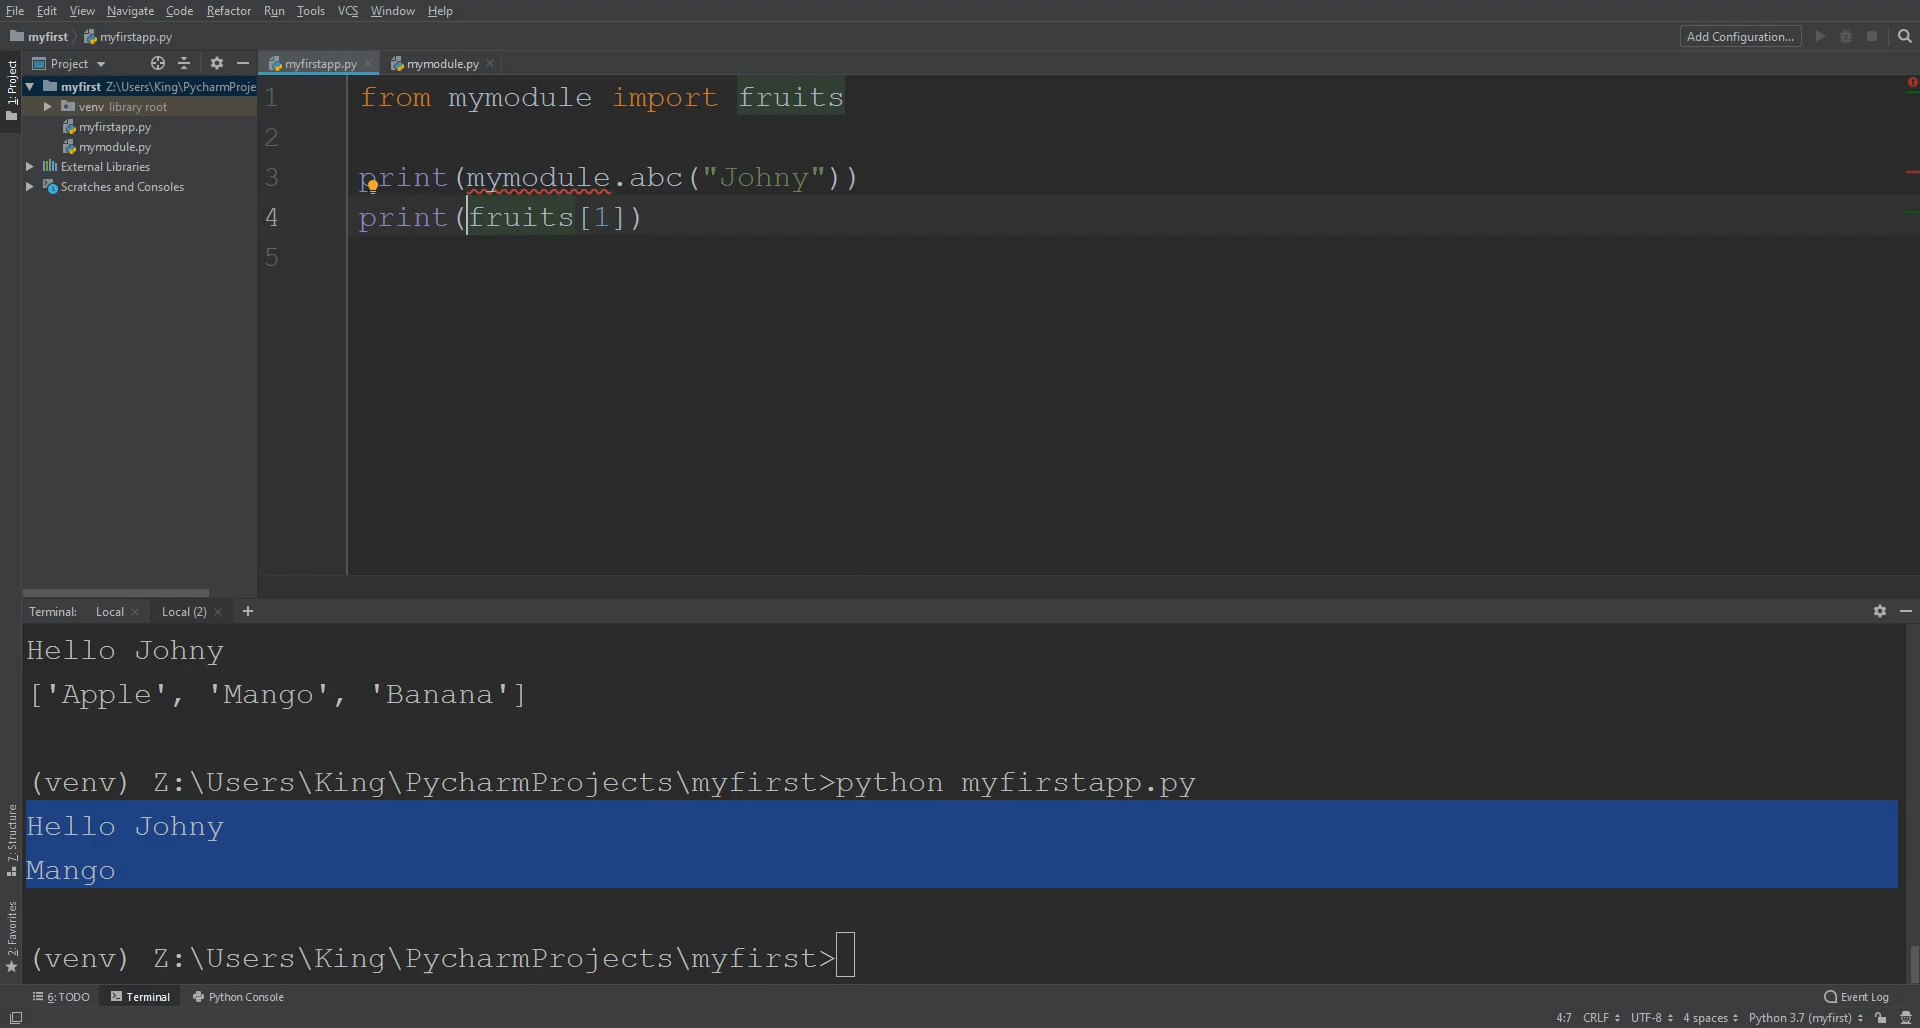 File Edit View Navigate Code Refactor Run Tools VCS Window Help
myfirst myfirstapp.py Add Configuration...
1: Project
Project
myfirst Z:\Users\King\PycharmProje
venv library root
myfirstapp.py
mymodule.py
External Libraries
Scratches and Consoles
myfirstapp.py mymodule.py
1 from mymodule import fruits
2
3 print(mymodule.abc("Johny"))
4 print(fruits[1])
5
Terminal: Local Local (2) +
Hello Johny
['Apple', 'Mango', 'Banana']
(venv) Z:\Users\King\PycharmProjects\myfirst>python myfirstapp.py
Hello Johny
Mango
(venv) Z:\Users\King\PycharmProjects\myfirst>
Z: Structure
2: Favorites
6: TODO Terminal Python Console Event Log
4:7 CRLF UTF-8 4 spaces Python 3.7 (myfirst)